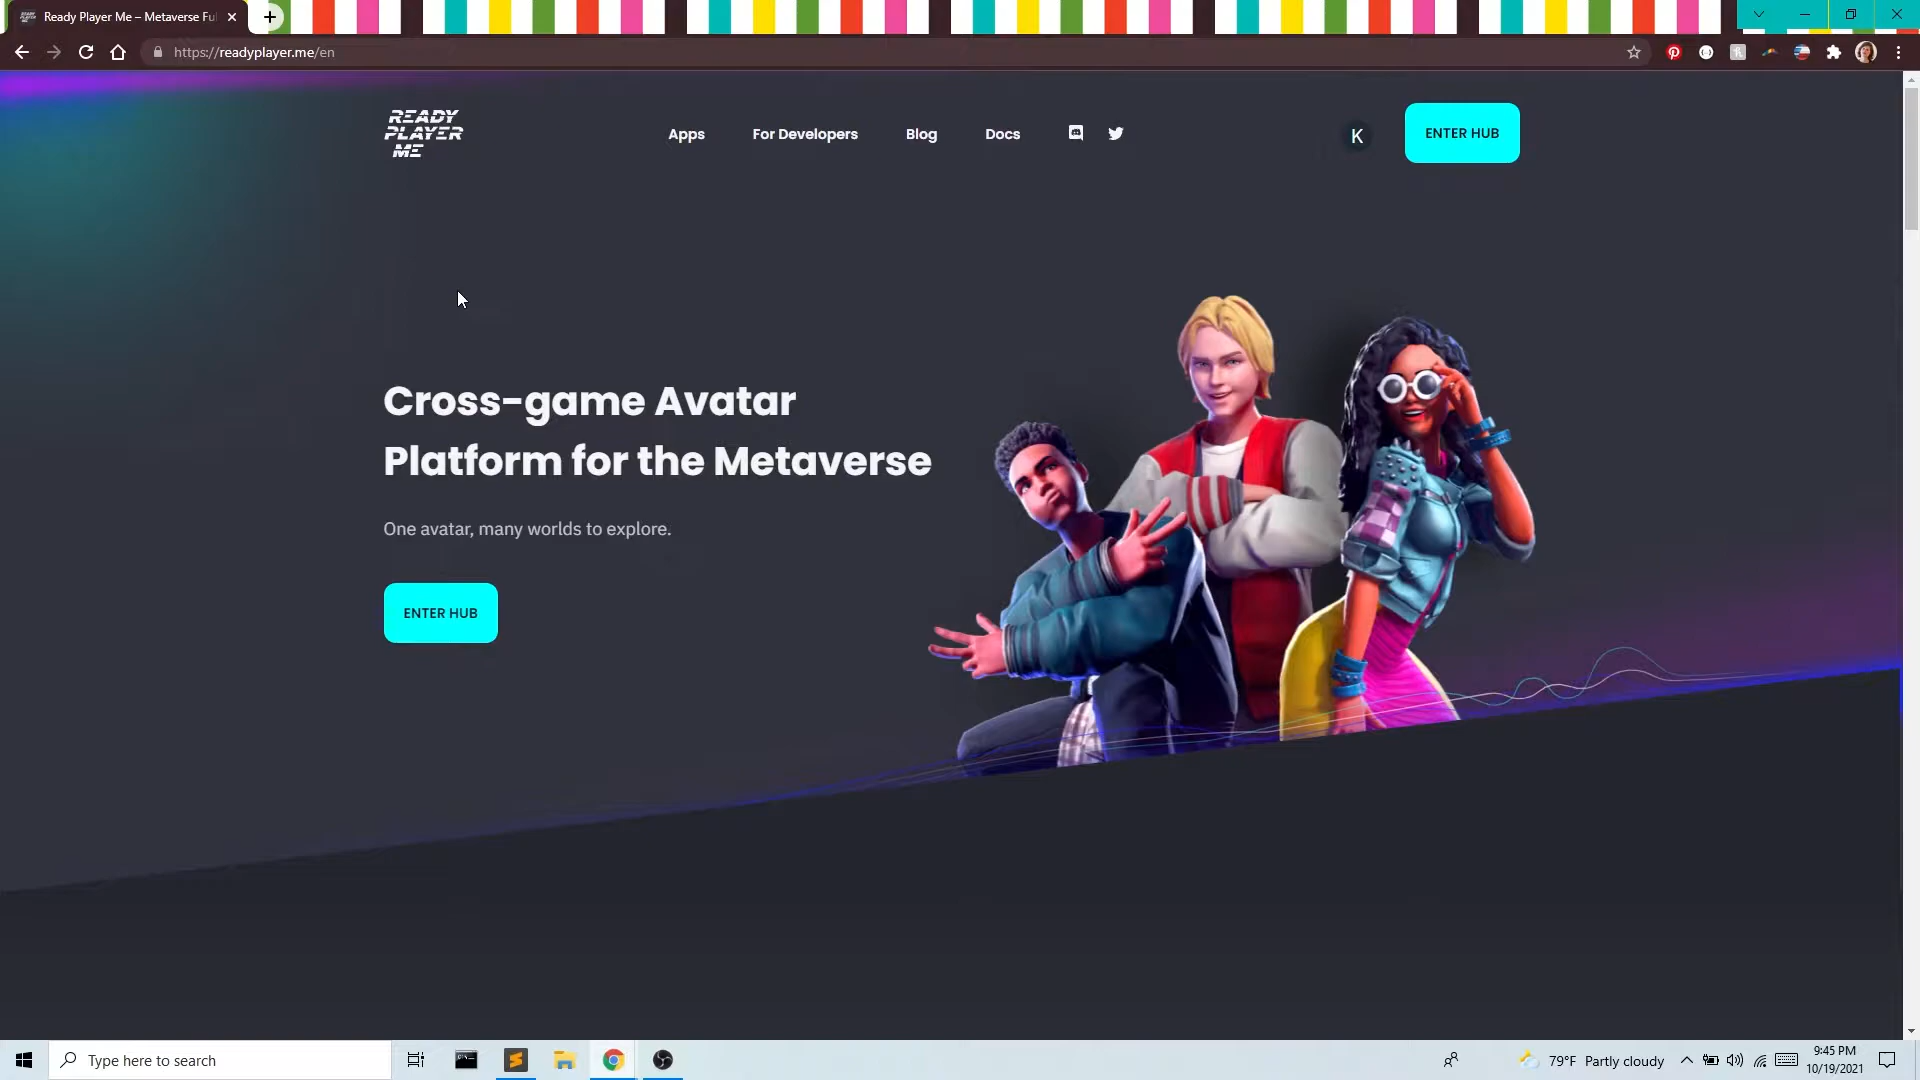 Ready Player Me – Metaverse Fu
https://readyplayer.me/en
READY
PLAYER
ME
Apps
For Developers
Blog
Docs
K
ENTER HUB
Cross-game Avatar
Platform for the Metaverse
One avatar, many worlds to explore.
ENTER HUB
Type here to search
79°F Partly cloudy
9:45 PM
10/19/2021